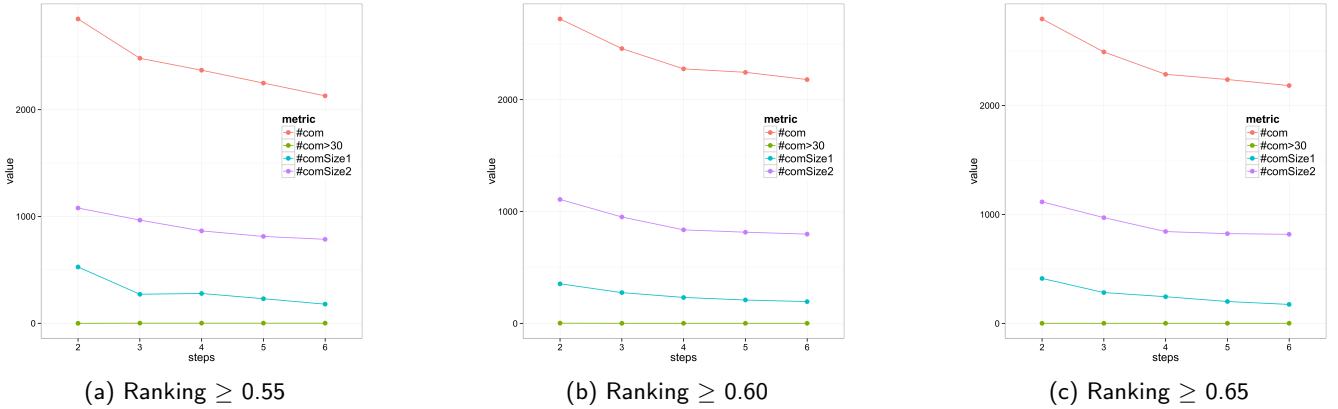 value
2000
1000
0
2
3
4
5
6
steps
metric
#com
#com>30
#comSize1
#comSize2
(a) Ranking ≥ 0.55
value
2000
1000
0
2
3
4
5
6
steps
metric
#com
#com>30
#comSize1
#comSize2
(b) Ranking ≥ 0.60
value
2000
1000
0
2
3
4
5
6
steps
metric
#com
#com>30
#comSize1
#comSize2
(c) Ranking ≥ 0.65